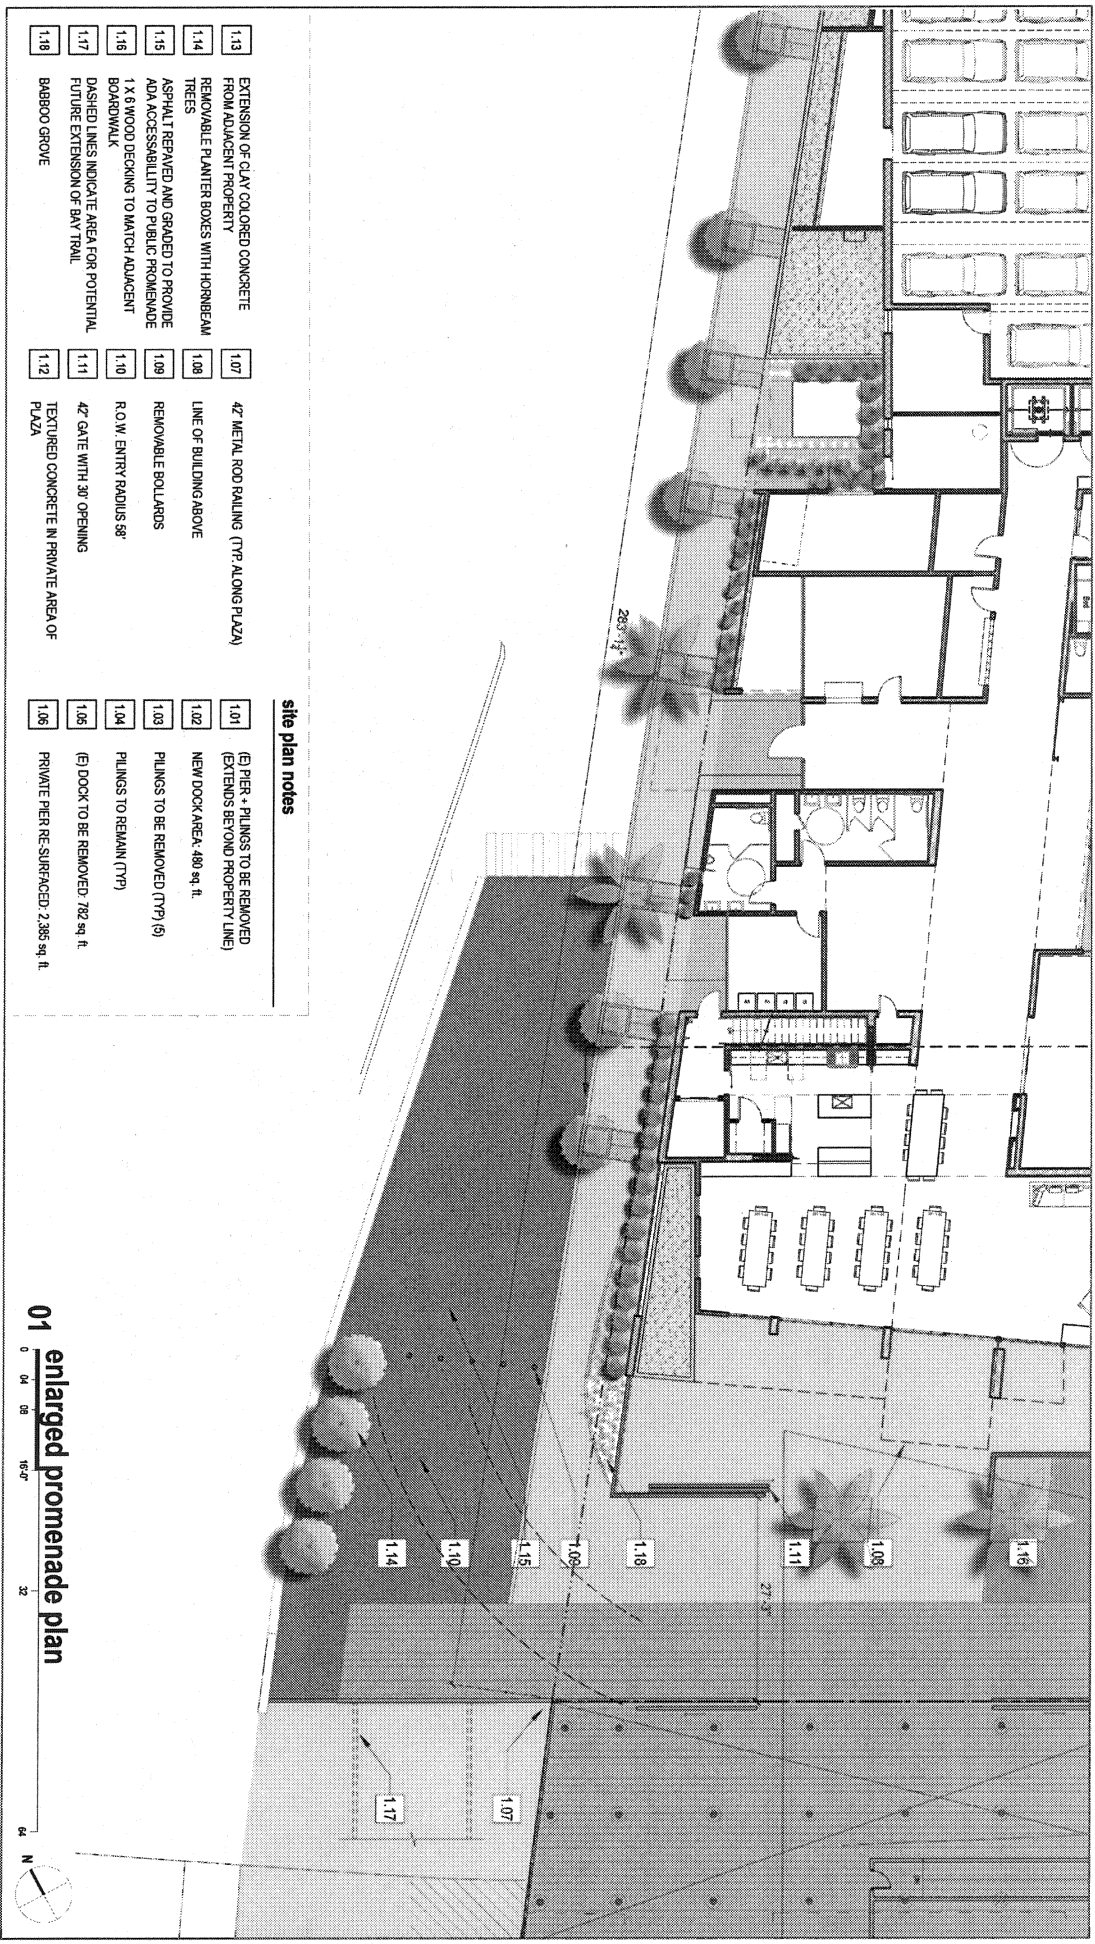 site plan notes
1.01 (E) PIER + PILINGS TO BE REMOVED
(EXTENDS BEYOND PROPERTY LINE)
1.02 NEW DOCK AREA: 480 sq. ft.
1.03 PILINGS TO BE REMOVED (TYP) (5)
1.04 PILINGS TO REMAIN (TYP)
1.05 (E) DOCK TO BE REMOVED: 782 sq. ft.
1.06 PRIVATE PIER RE-SURFACED: 2,385 sq. ft.
1.07 42" METAL ROD RAILING (TYP. ALONG PLAZA)
1.08 LINE OF BUILDING ABOVE
1.09 REMOVABLE BOLLARDS
1.10 R.O.W. ENTRY RADIUS 58'
1.11 42" GATE WITH 30' OPENING
1.12 TEXTURED CONCRETE IN PRIVATE AREA OF
PLAZA
1.13 EXTENSION OF CLAY COLORED CONCRETE
FROM ADJACENT PROPERTY
1.14 REMOVABLE PLANTER BOXES WITH HORNBEAM
TREES
1.15 ASPHALT REPAVED AND GRADED TO PROVIDE
ADA ACCESSABILITY TO PUBLIC PROMENADE
1.16 1 X 6 WOOD DECKING TO MATCH ADJACENT
BOARDWALK
1.17 DASHED LINES INDICATE AREA FOR POTENTIAL
FUTURE EXTENSION OF BAY TRAIL
1.18 BABBOO GROVE
283'-1½"
27'-3"
1.16
1.08
1.11
1.18
1.09
1.15
1.10
1.14
1.07
1.17
Bed
01 enlarged promenade plan
0 04 08 16'-0" 32 64
N